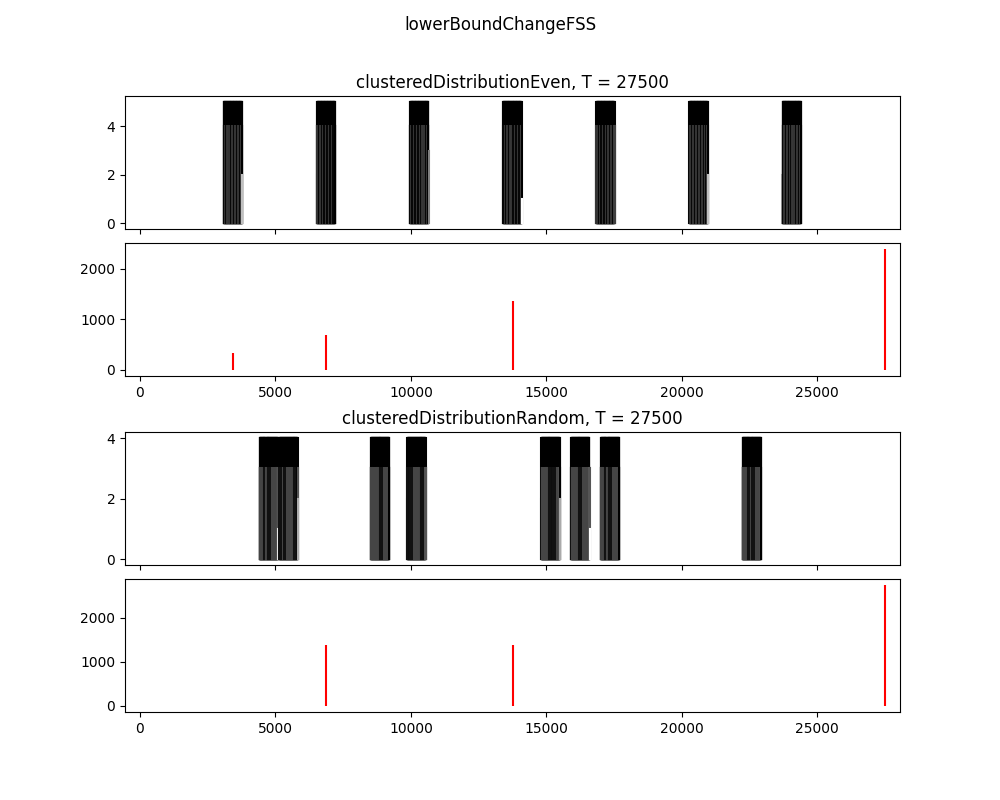 lowerBoundChangeFSS
clusteredDistributionEven, T = 27500
4
2
0
2000
1000
0
0 5000 10000 15000 20000 25000
clusteredDistributionRandom, T = 27500
4
2
0
2000
1000
0
0 5000 10000 15000 20000 25000